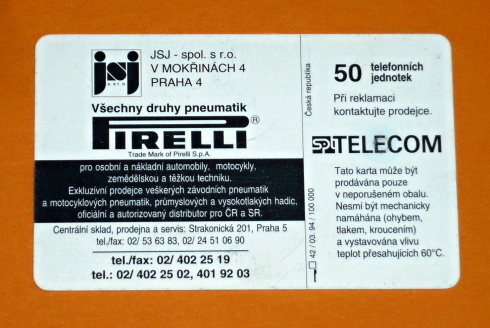 jsj
s r.o.
JSJ - spol. s r.o.
V MOKŘINÁCH 4
PRAHA 4
Všechny druhy pneumatik
PIRELLI®
Trade Mark of Pirelli S.p.A.
pro osobní a nákladní automobily, motocykly,
zemědělskou a těžkou techniku.
Exkluzivní prodejce veškerých závodních pneumatik
a motocyklových pneumatik, průmyslových a vysokotlakých hadic,
oficiální a autorizovaný distributor pro ČR a SR.
Centrální sklad, prodejna a servis: Strakonická 201, Praha 5
tel./fax: 02/ 53 63 83, 02/ 24 51 06 90
tel./fax: 02/ 402 25 19
tel.: 02/ 402 25 02, 401 92 03
Česká republika
42 / 03. 94 / 100 000
50 telefonních
jednotek
Při reklamaci
kontaktujte prodejce.
SPT TELECOM
Tato karta může být
prodávána pouze
v neporušeném obalu.
Nesmí být mechanicky
namáhána (ohybem,
tlakem, kroucením)
a vystavována vlivu
teplot přesahujících 60°C.